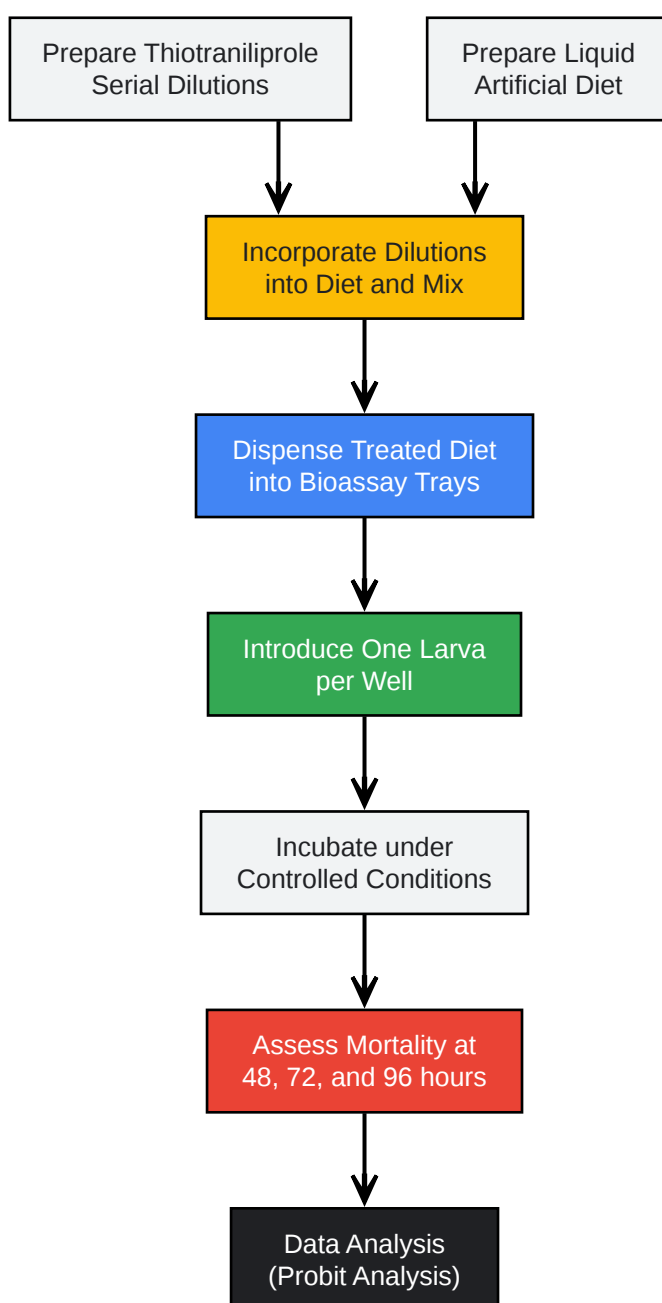 Prepare Thiotraniliprole
Serial Dilutions
Prepare Liquid
Artificial Diet
Incorporate Dilutions
into Diet and Mix
Dispense Treated Diet
into Bioassay Trays
Introduce One Larva
per Well
Incubate under
Controlled Conditions
Assess Mortality at
48, 72, and 96 hours
Data Analysis
(Probit Analysis)